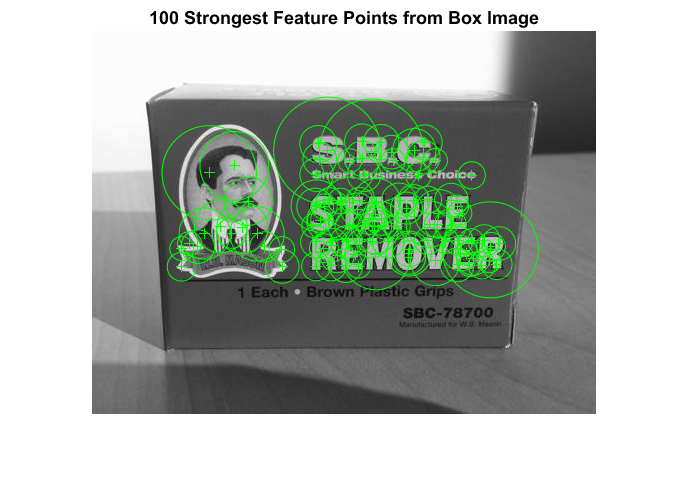 100 Strongest Feature Points from Box Image
S.B.C.
Smart Business Choice
STAPLE
REMOVER
1 Each • Brown Plastic Grips
SBC-78700
Manufactured for W.B. Mason